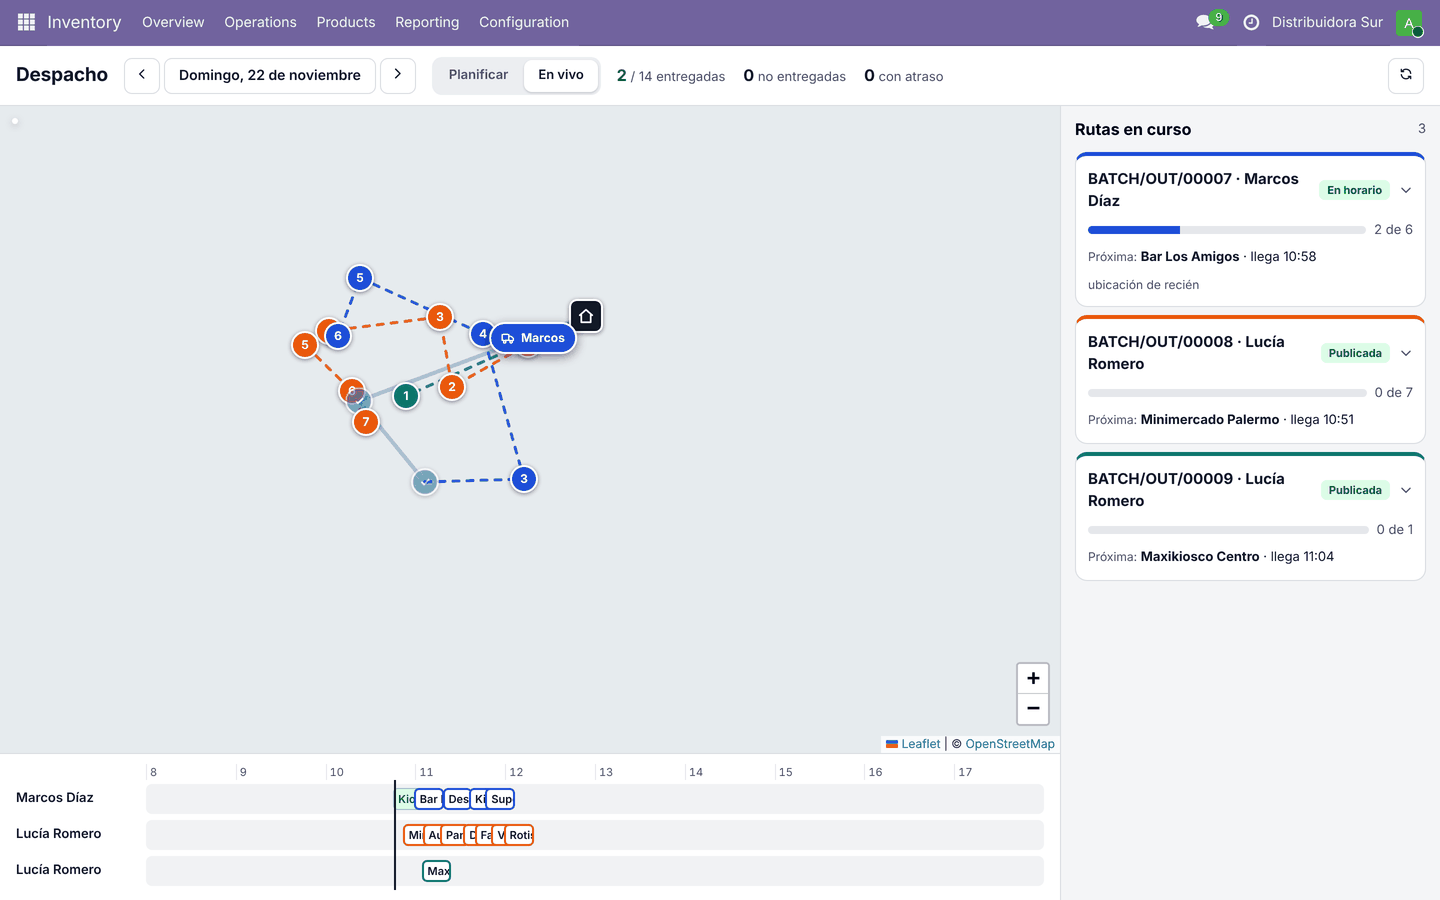 Inventory
Overview
Operations
Products
Reporting
Configuration
9
Distribuidora Sur
A
Despacho
Domingo, 22 de noviembre
Planificar
En vivo
2 / 14 entregadas
0 no entregadas
0 con atraso
5
3
6
5
4
Marcos
1
2
7
3
+
−
Leaflet | © OpenStreetMap
Rutas en curso
3
BATCH/OUT/00007 · Marcos
Díaz
En horario
2 de 6
Próxima: Bar Los Amigos · llega 10:58
ubicación de recién
BATCH/OUT/00008 · Lucía
Romero
Publicada
0 de 7
Próxima: Minimercado Palermo · llega 10:51
BATCH/OUT/00009 · Lucía
Romero
Publicada
0 de 1
Próxima: Maxikiosco Centro · llega 11:04
8 9 10 11 12 13 14 15 16 17
Marcos Díaz
Kio Bar Des Ki Sup
Lucía Romero
Mi Au Par D Fa V Roti
Lucía Romero
Max